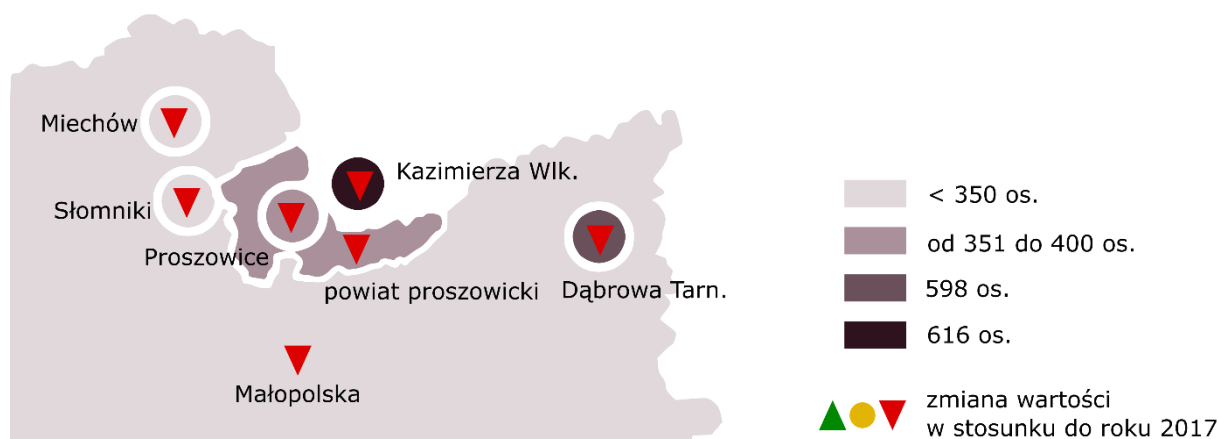 Miechów
Kazimierza Wlk.
Słomniki
Proszowice
powiat proszowicki
Dąbrowa Tarn.
Małopolska
< 350 os.
od 351 do 400 os.
598 os.
616 os.
zmiana wartości
w stosunku do roku 2017